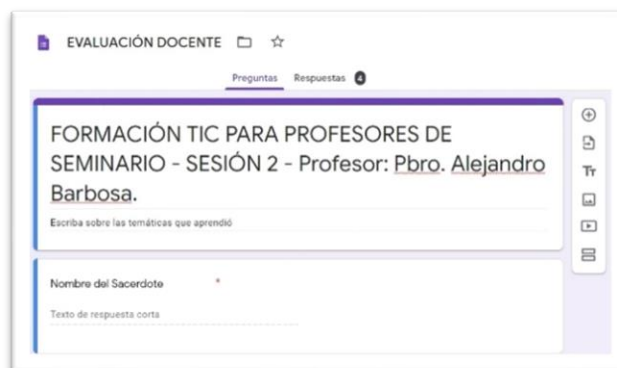 EVALUACIÓN DOCENTE
Preguntas Respuestas 4
FORMACIÓN TIC PARA PROFESORES DE
SEMINARIO - SESIÓN 2 - Profesor: Pbro. Alejandro
Barbosa.
Escriba sobre las temáticas que aprendió
Nombre del Sacerdote *
Texto de respuesta corta
Tт